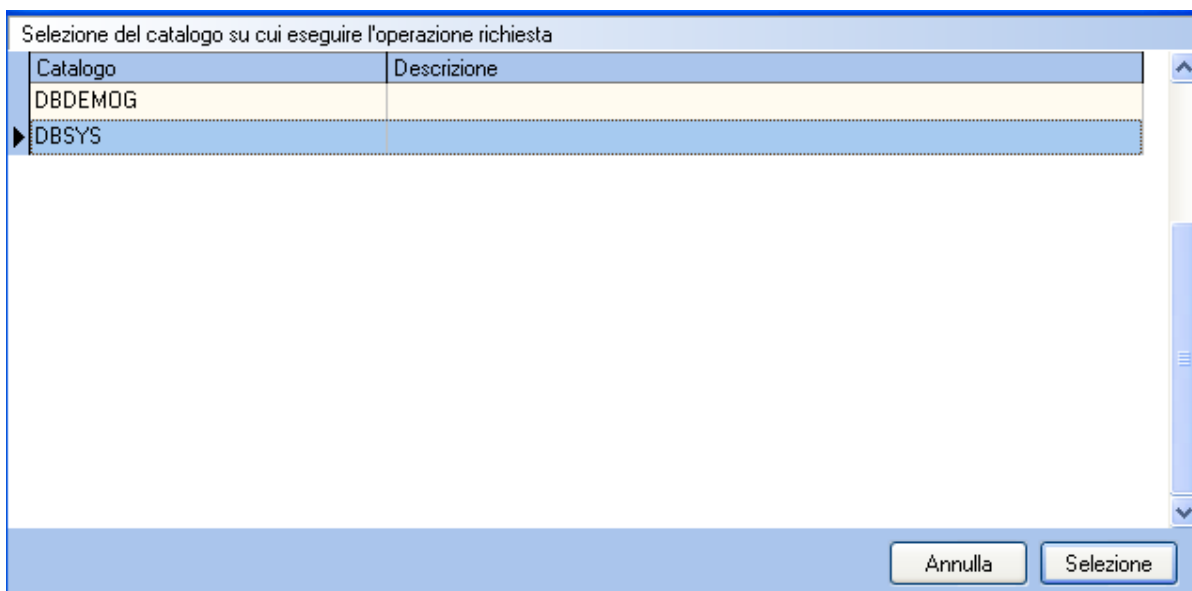 Selezione del catalogo su cui eseguire l'operazione richiesta
Catalogo Descrizione
DBDEMOG
DBSYS
Annulla Selezione